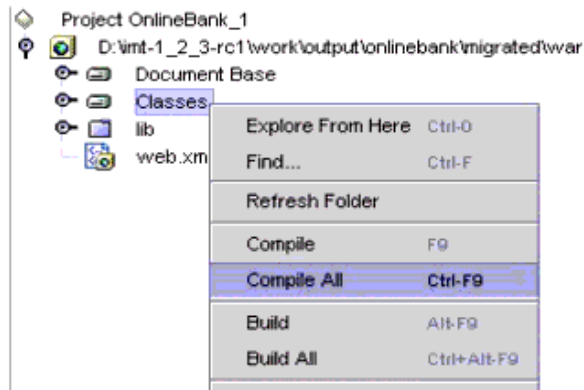 Project OnlineBank_1
D:\imt-1_2_3-rc1\work\output\onlinebank\migrated\war
Document Base
Classes
lib
web.xm
Explore From Here Ctrl-O
Find... Ctrl-F
Refresh Folder
Compile F9
Compile All Ctrl-F9
Build Alt-F9
Build All Ctrl+Alt-F9